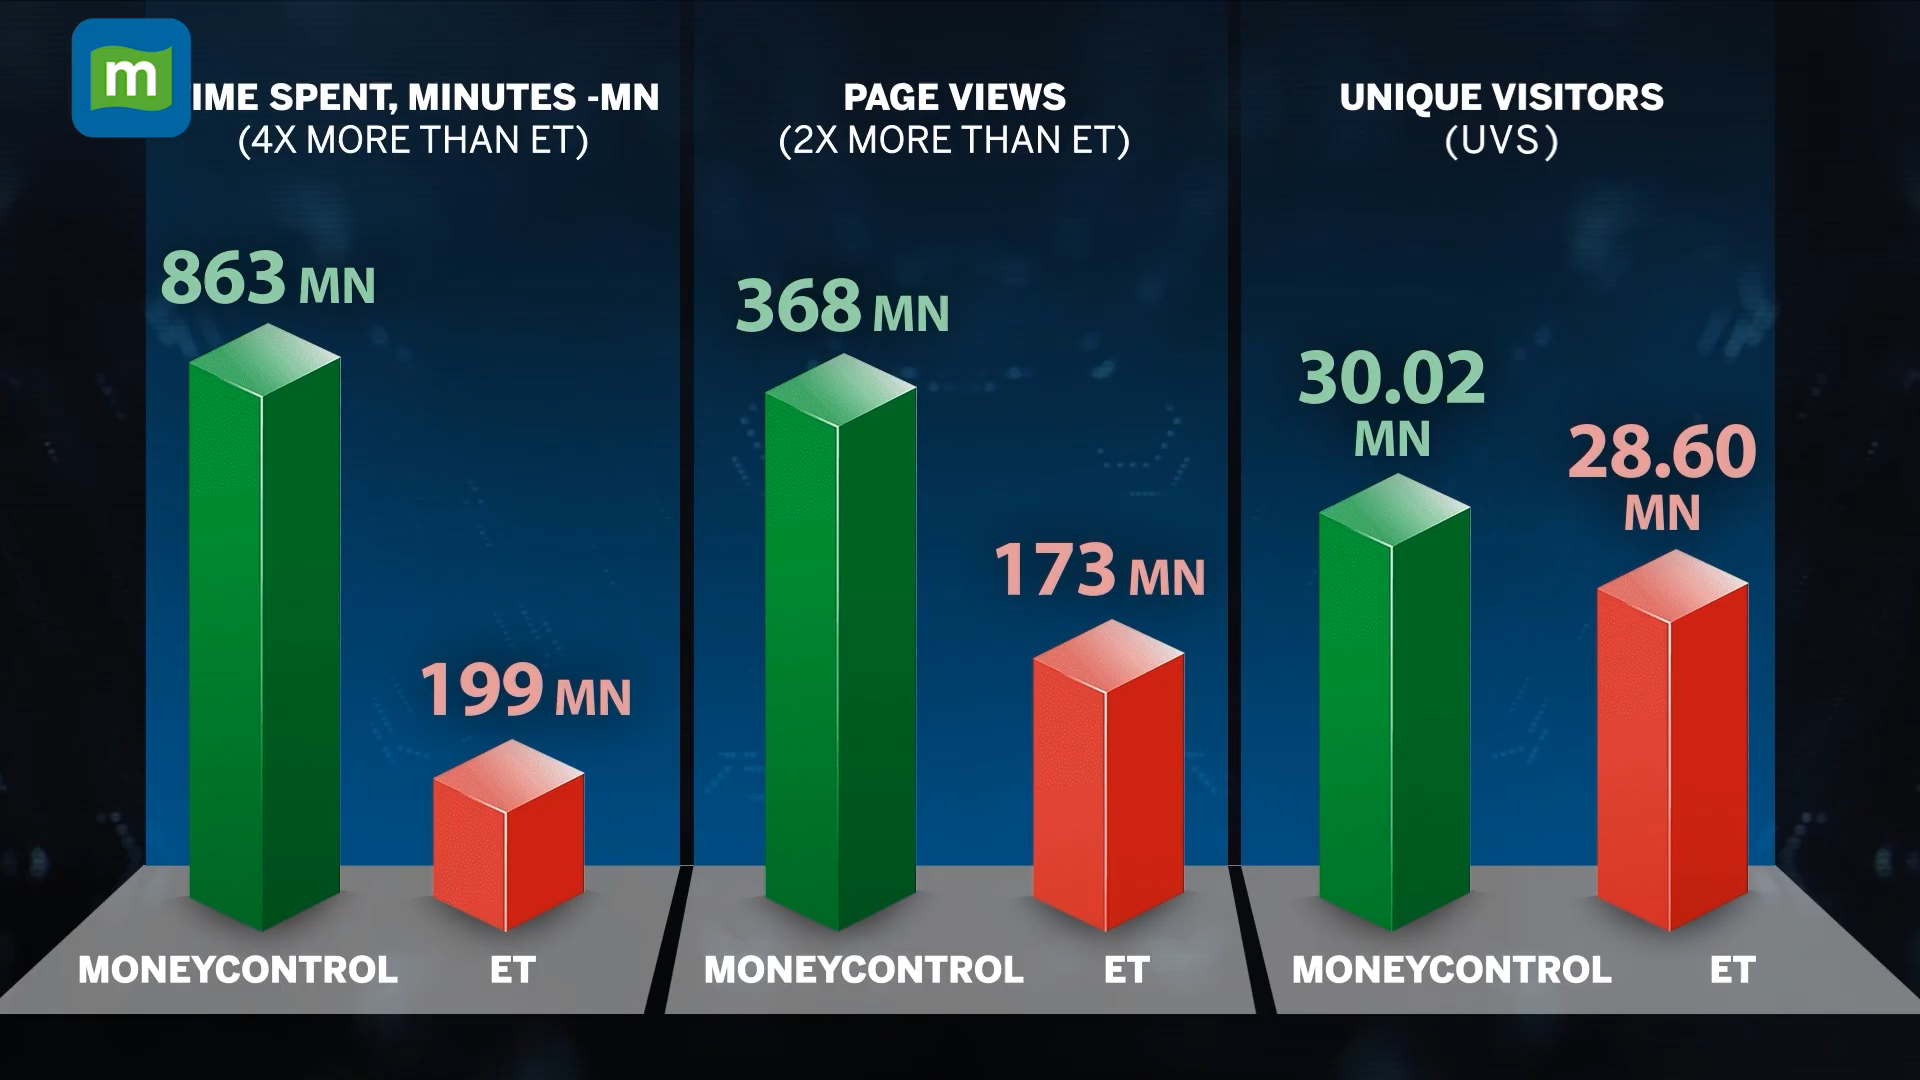 m
IME SPENT, MINUTES -MN
(4X MORE THAN ET)
863 MN
199 MN
MONEYCONTROL
ET
PAGE VIEWS
(2X MORE THAN ET)
368 MN
173 MN
MONEYCONTROL
ET
UNIQUE VISITORS
(UVS)
30.02
MN
28.60
MN
MONEYCONTROL
ET